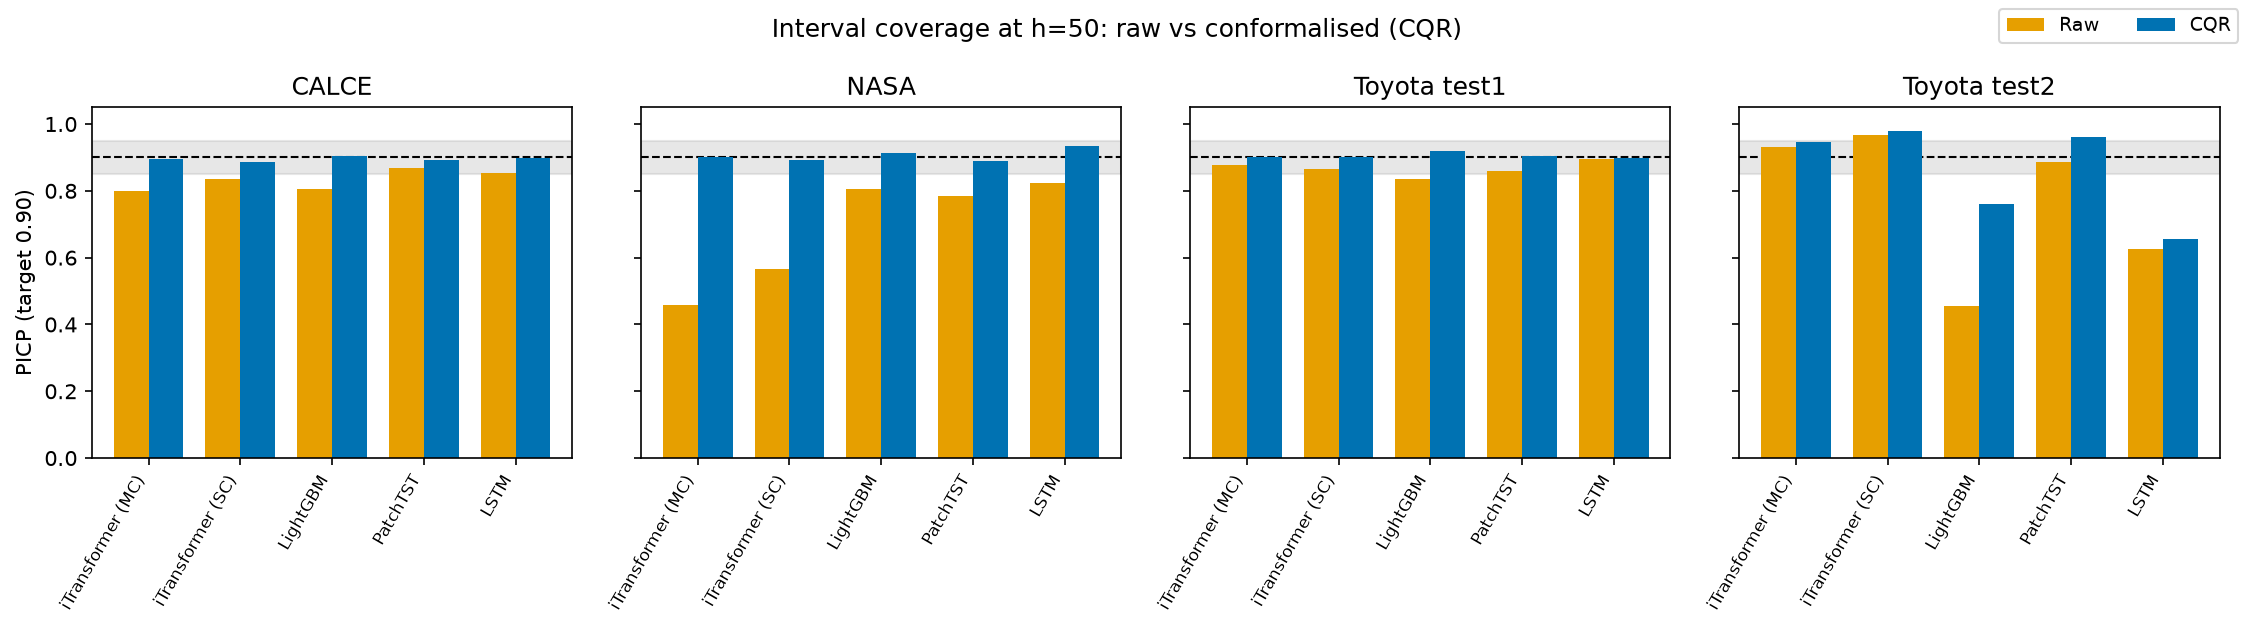 Interval coverage at h=50: raw vs conformalised (CQR)
Raw
CQR
CALCE
NASA
Toyota test1
Toyota test2
PICP (target 0.90)
1.0
0.8
0.6
0.4
0.2
0.0
iTransformer (MC)
iTransformer (SC)
LightGBM
PatchTST
LSTM
iTransformer (MC)
iTransformer (SC)
LightGBM
PatchTST
LSTM
iTransformer (MC)
iTransformer (SC)
LightGBM
PatchTST
LSTM
iTransformer (MC)
iTransformer (SC)
LightGBM
PatchTST
LSTM